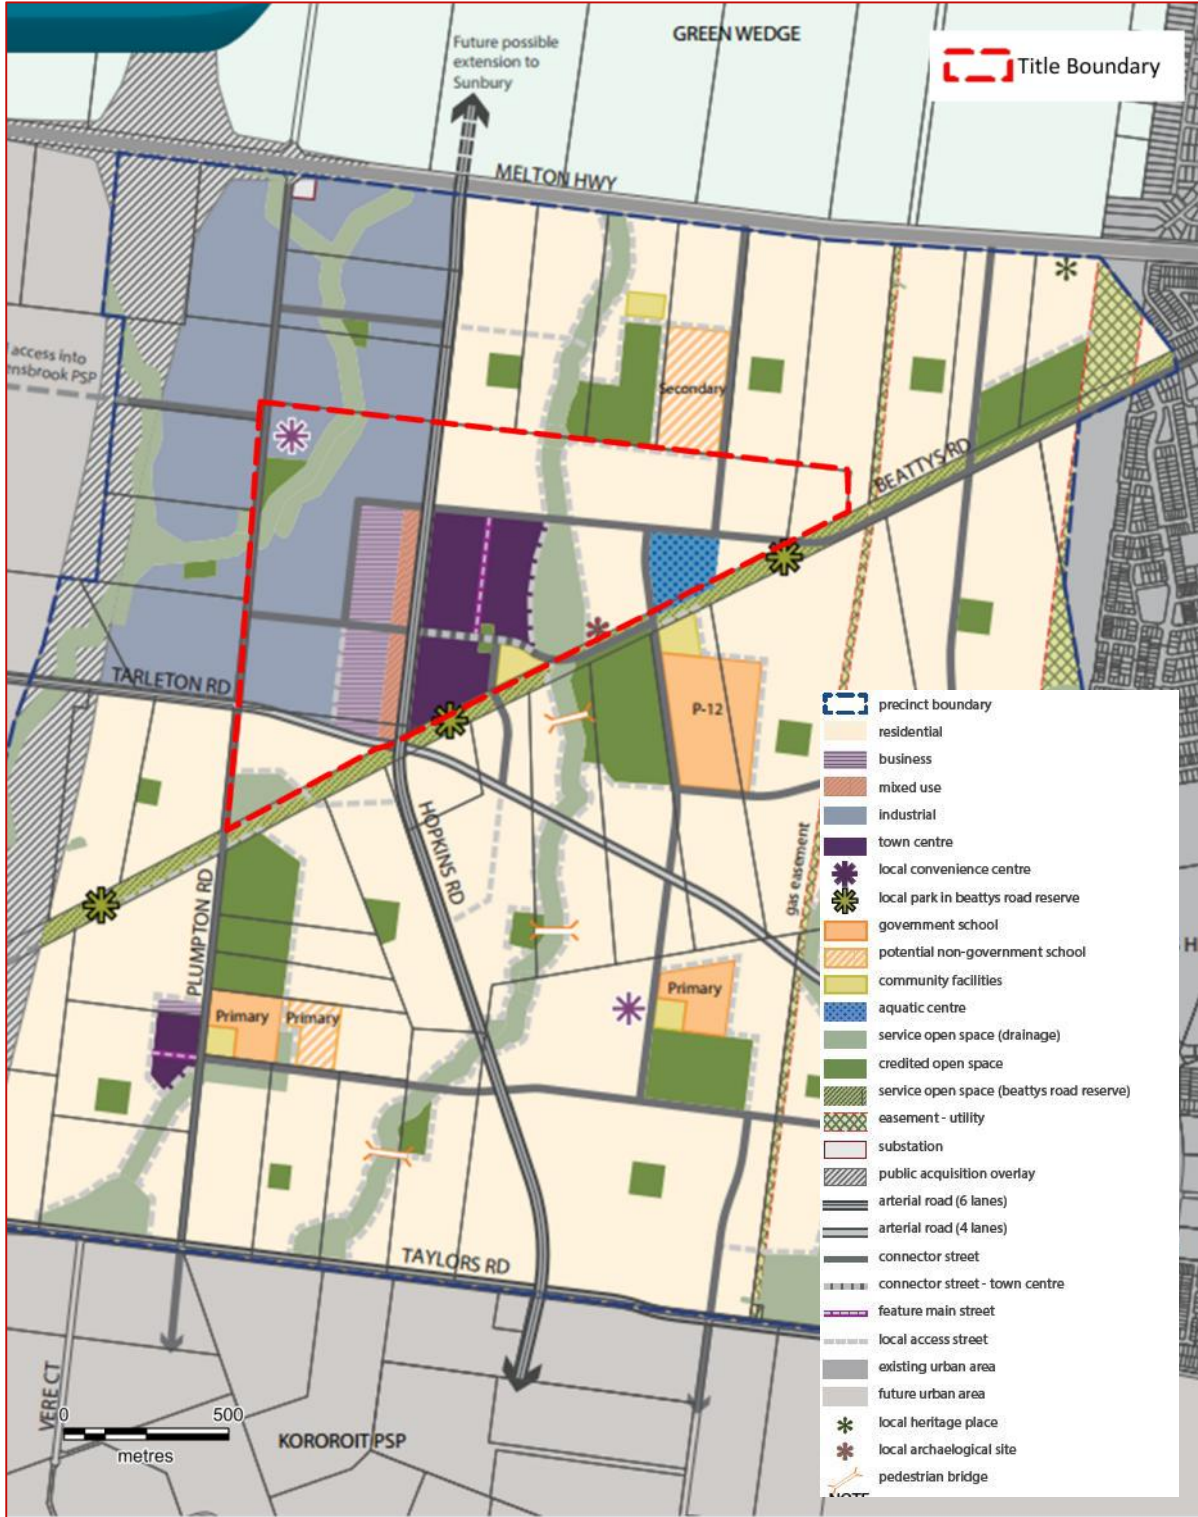 GREEN WEDGE
Future possible
extension to
Sunbury
Title Boundary
MELTON HWY
access into
nsbrook PSP
Secondary
BEATTYS RD
TARLETON RD
P-12
HOPKINS RD
gas easement
PLUMPTON RD
Primary
Primary
Primary
TAYLORS RD
VERE CT
0
500
metres
KOROROIT PSP
H
precinct boundary
residential
business
mixed use
industrial
town centre
local convenience centre
local park in beattys road reserve
government school
potential non-government school
community facilities
aquatic centre
service open space (drainage)
credited open space
service open space (beattys road reserve)
easement - utility
substation
public acquisition overlay
arterial road (6 lanes)
arterial road (4 lanes)
connector street
connector street - town centre
feature main street
local access street
existing urban area
future urban area
local heritage place
local archaelogical site
pedestrian bridge